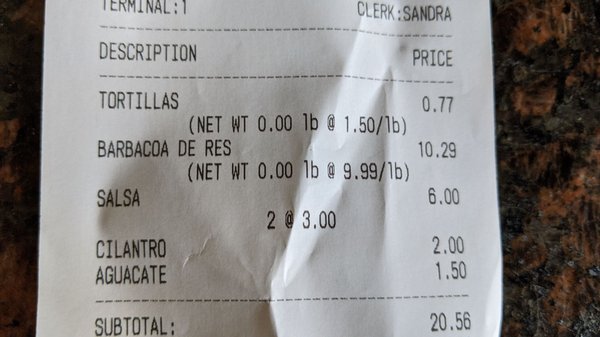 TERMINAL:1 CLERK:SANDRA
DESCRIPTION PRICE
TORTILLAS 0.77
(NET WT 0.00 lb @ 1.50/lb)
BARBACOA DE RES 10.29
(NET WT 0.00 lb @ 9.99/lb)
SALSA 6.00
2 @ 3.00
CILANTRO 2.00
AGUACATE 1.50
SUBTOTAL: 20.56